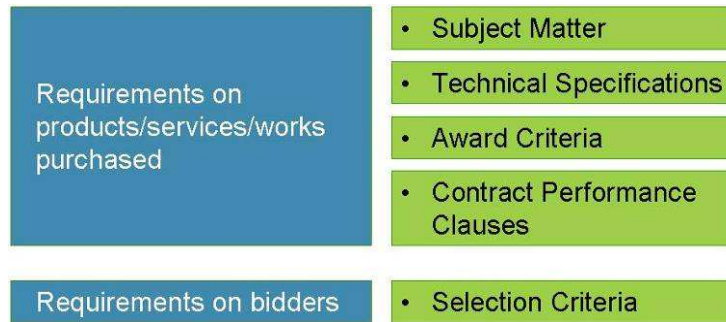 Requirements on
products/services/works
purchased
• Subject Matter
• Technical Specifications
• Award Criteria
• Contract Performance
Clauses
Requirements on bidders
• Selection Criteria